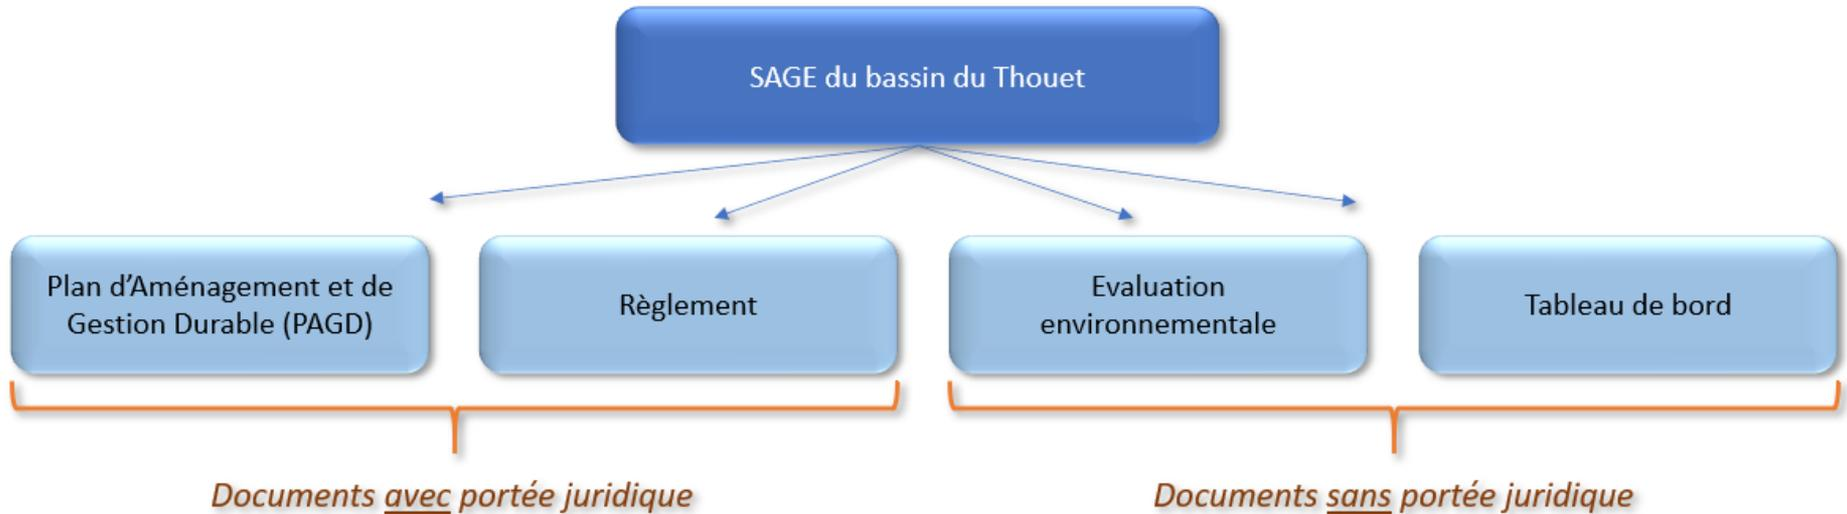 SAGE du bassin du Thouet
Plan d’Aménagement et de
Gestion Durable (PAGD)
Règlement
Evaluation
environnementale
Tableau de bord
Documents avec portée juridique
Documents sans portée juridique